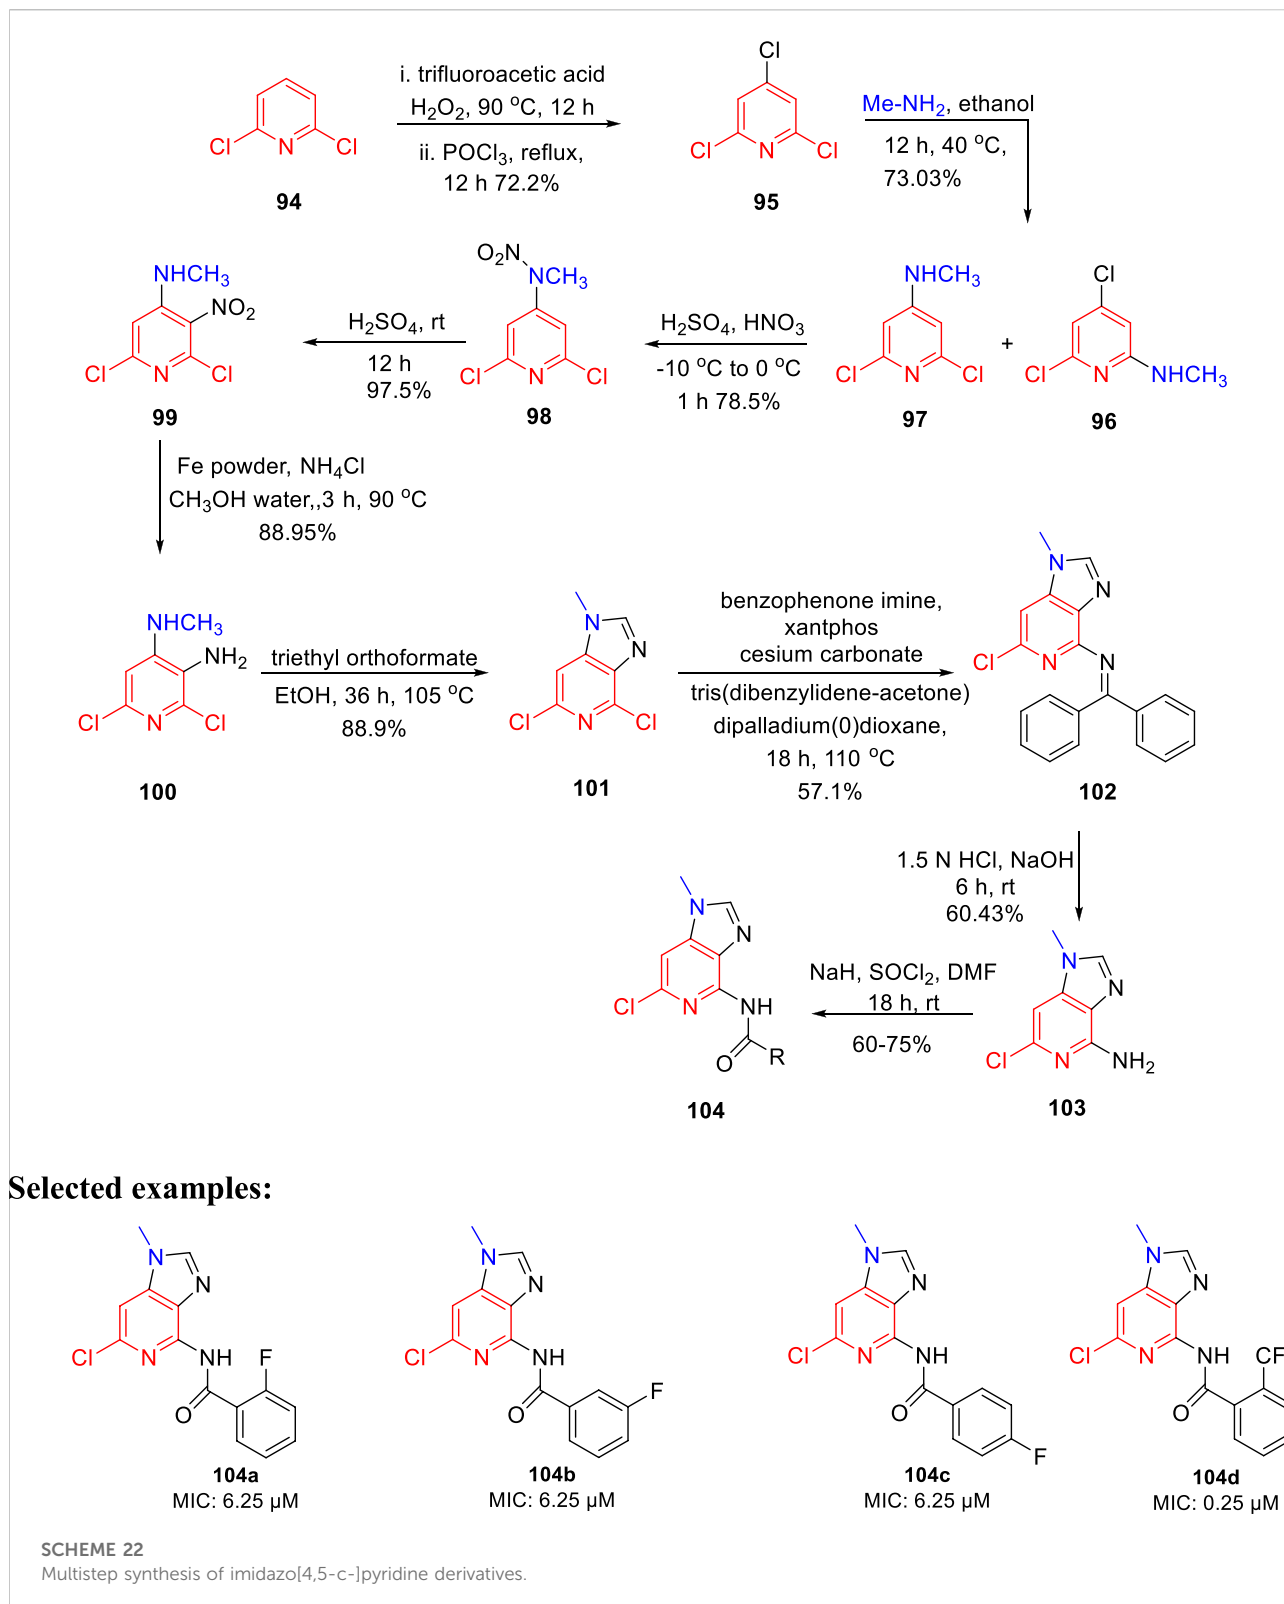 Cl
i. trifluoroacetic acid
H₂O₂, 90 °C, 12 h
ii. POCl₃, reflux,
12 h 72.2%
Cl N Cl
94
Cl N Cl
95
Me-NH₂, ethanol
12 h, 40 °C,
73.03%
NHCH₃
NO₂
Cl N Cl
99
H₂SO₄, rt
12 h
97.5%
O₂N
N CH₃
Cl N Cl
98
H₂SO₄, HNO₃
-10 °C to 0 °C
1 h 78.5%
NHCH₃
Cl N Cl
97
+
Cl
Cl N NHCH₃
96
Fe powder, NH₄Cl
CH₃OH water,,3 h, 90 °C
88.95%
NHCH₃
NH₂
Cl N Cl
100
triethyl orthoformate
EtOH, 36 h, 105 °C
88.9%
N
N
Cl N Cl
101
benzophenone imine,
xantphos
cesium carbonate
tris(dibenzylidene-acetone)
dipalladium(0)dioxane,
18 h, 110 °C
57.1%
N
N
Cl N N
102
1.5 N HCl, NaOH
6 h, rt
60.43%
N
N
Cl N NH₂
103
NaH, SOCl₂, DMF
18 h, rt
60-75%
N
N
Cl N NH
O R
104
Selected examples:
N
N
Cl N NH F
O
104a
MIC: 6.25 µM
N
N
Cl N NH
F
O
104b
MIC: 6.25 µM
N
N
Cl N NH
O
F
104c
MIC: 6.25 µM
N
N
Cl N NH CF
O
104d
MIC: 0.25 µM
SCHEME 22
Multistep synthesis of imidazo[4,5-c-]pyridine derivatives.